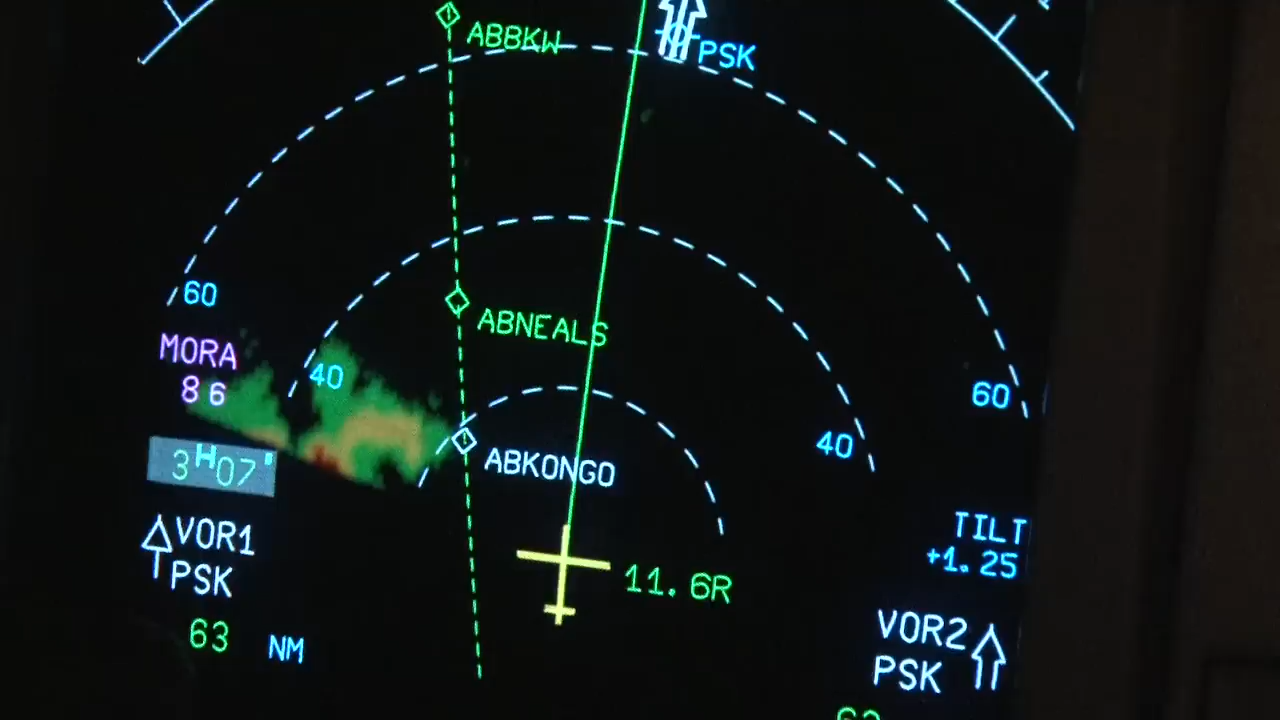 ABBKW
PSK
60
MORA
86
40
ABNEALS
60
40
3H07'
ABKONGO
VOR1
PSK
63 NM
11.6R
TILT
+1.25
VOR2
PSK